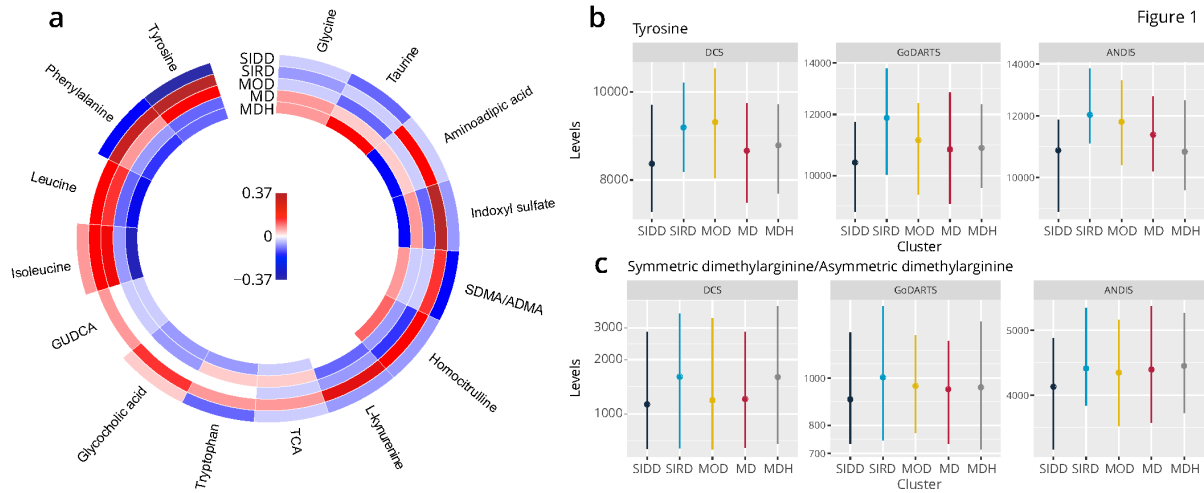 Figure 1
a
SIDD
SIRD
MOD
MD
MDH
Glycine
Taurine
Aminoadipic acid
Indoxyl sulfate
SDMA/ADMA
Homocitrulline
L-kynurenine
TCA
Tryptophan
Glycocholic acid
GUDCA
Isoleucine
Leucine
Phenylalanine
Tyrosine
0.37
0
−0.37
b
Tyrosine
DCS
GoDARTS
ANDIS
Levels
10000
8000
14000
12000
10000
14000
12000
10000
SIDD SIRD MOD MD MDH
SIDD SIRD MOD MD MDH
SIDD SIRD MOD MD MDH
Cluster
c
Symmetric dimethylarginine/Asymmetric dimethylarginine
DCS
GoDARTS
ANDIS
Levels
3000
2000
1000
1000
800
700
5000
4000
SIDD SIRD MOD MD MDH
SIDD SIRD MOD MD MDH
SIDD SIRD MOD MD MDH
Cluster